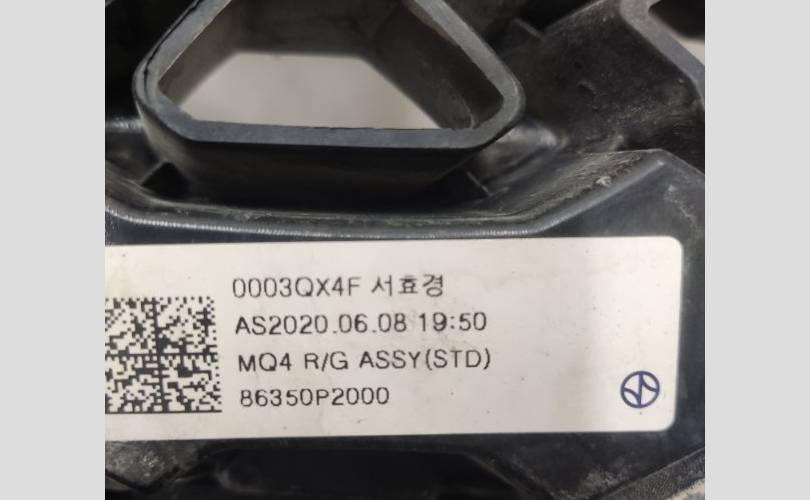 0003QX4F 서효경
AS2020.06.08 19:50
MQ4 R/G ASSY(STD)
86350P2000